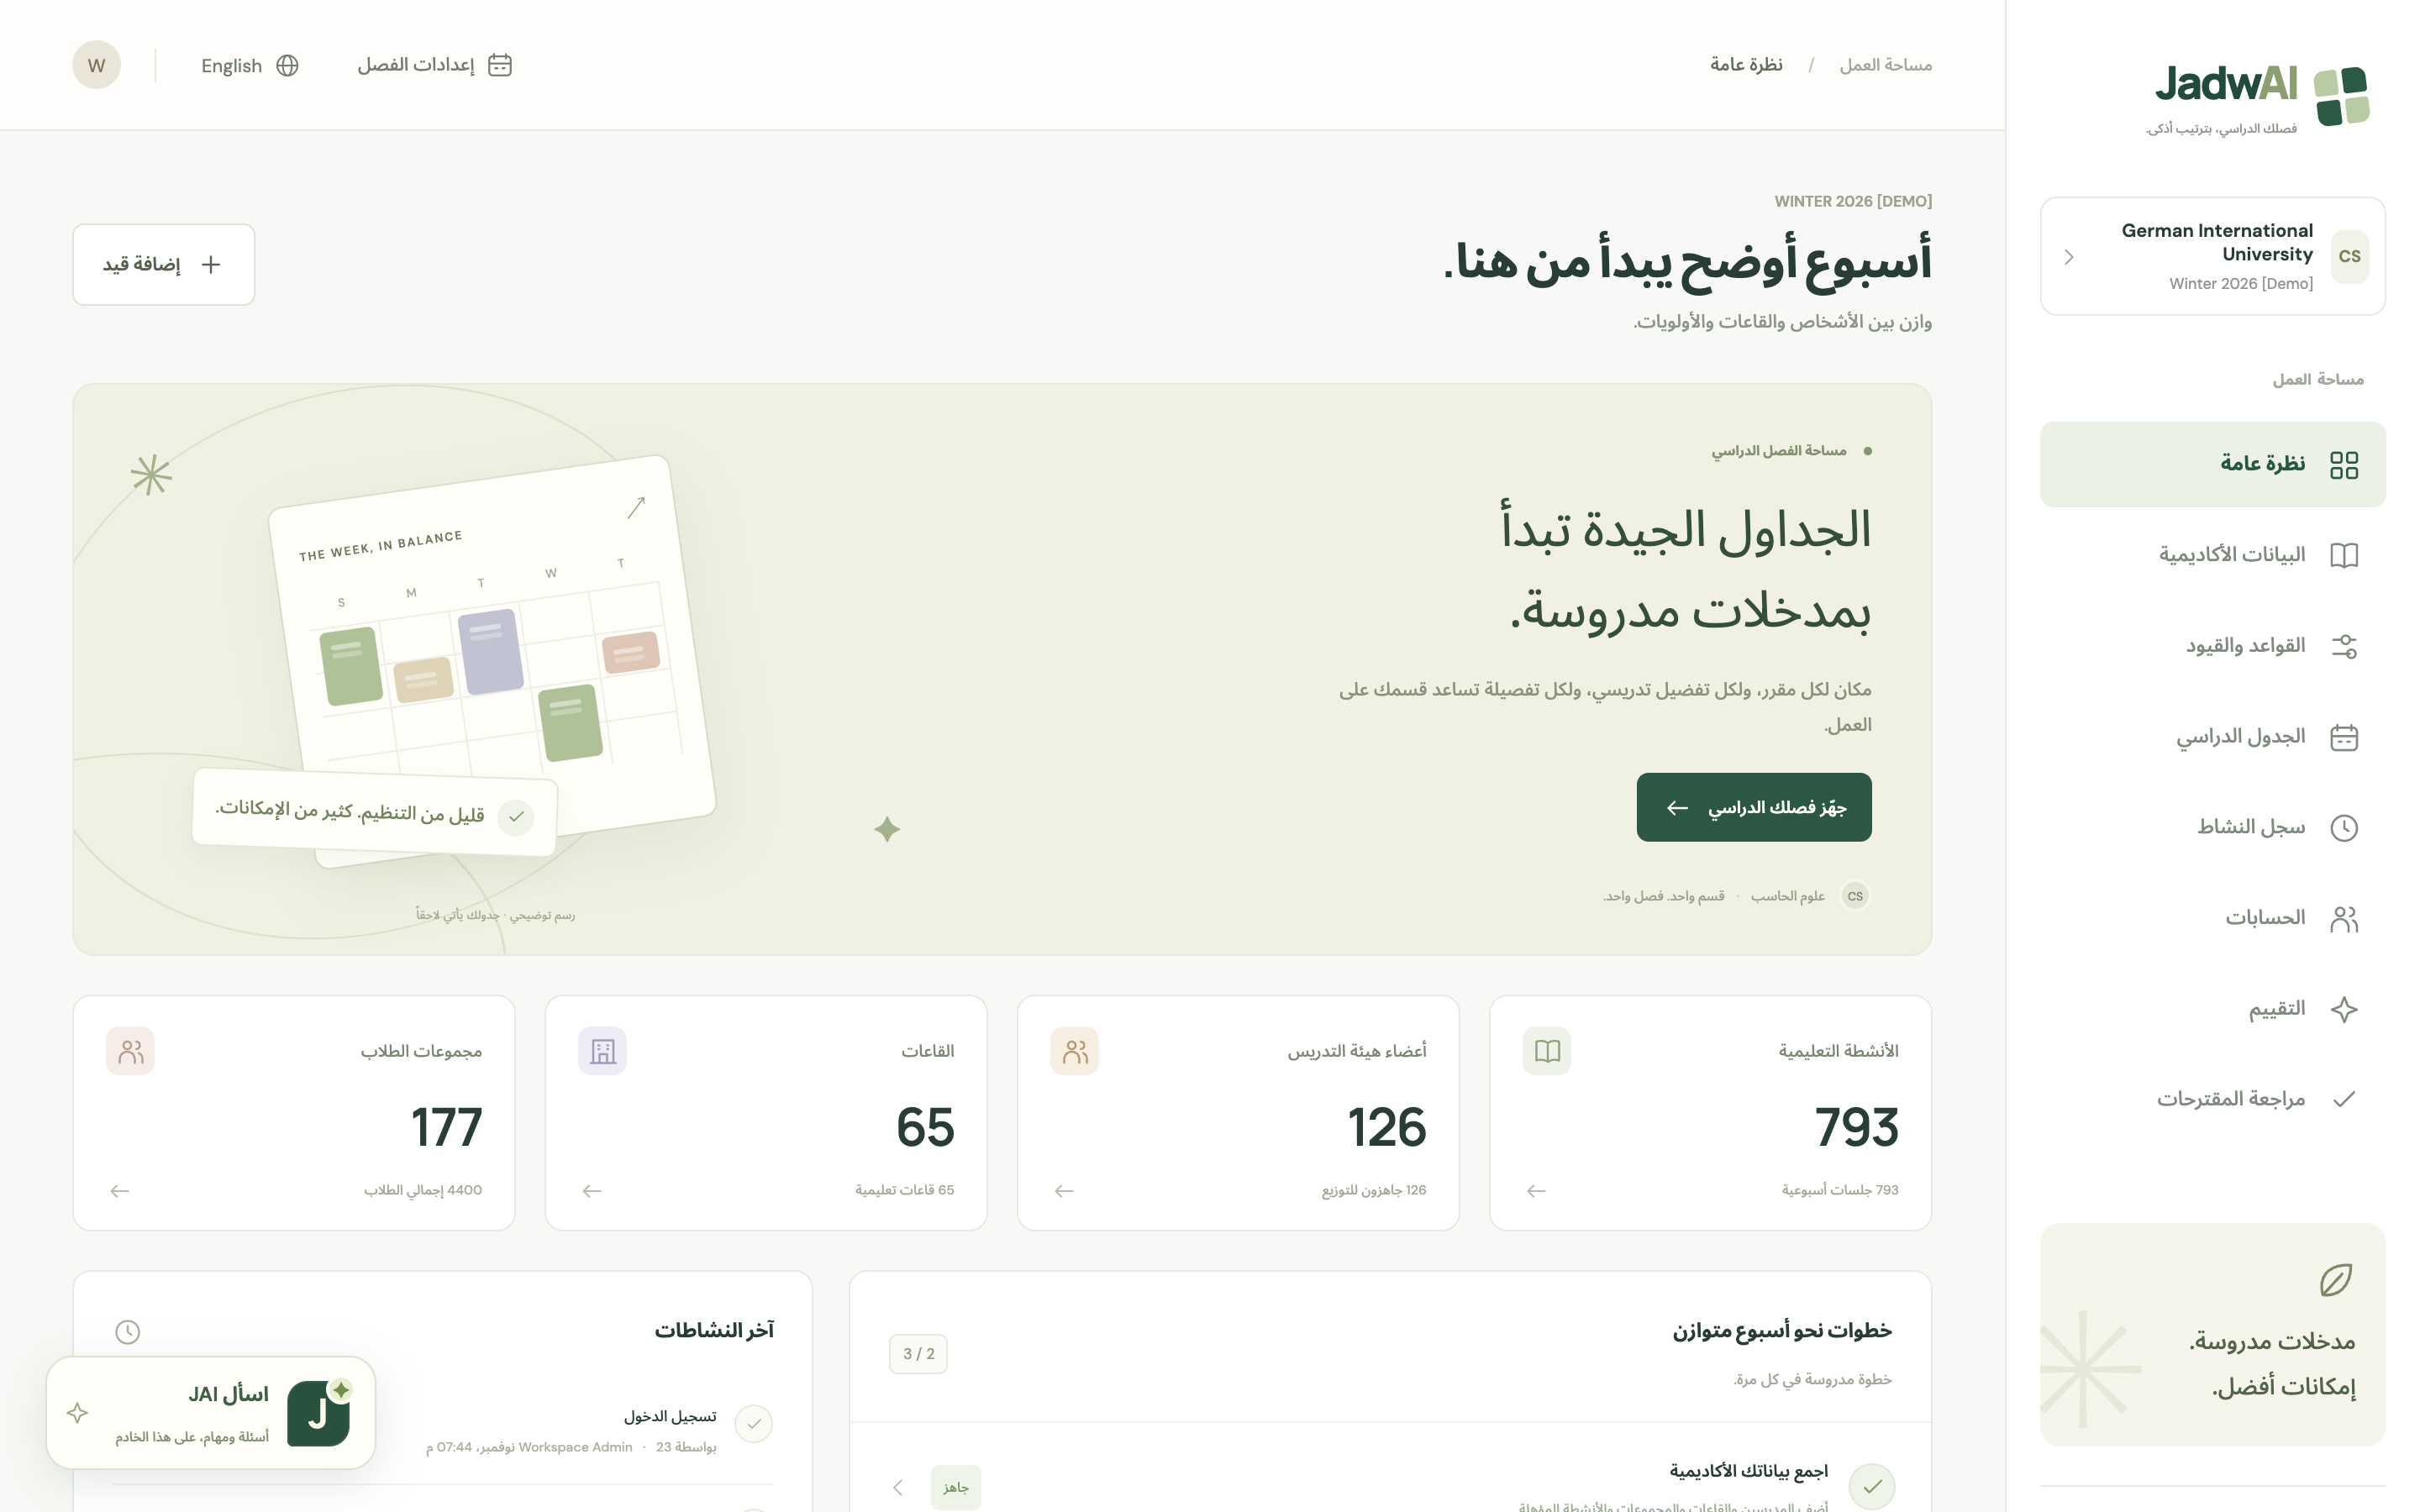 JadwAI
فصلك الدراسي، بترتيب أذكى.
CS
German International
University
Winter 2026 [Demo]
مساحة العمل
نظرة عامة
البيانات الأكاديمية
القواعد والقيود
الجدول الدراسي
سجل النشاط
الحسابات
التقييم
مراجعة المقترحات
مدخلات مدروسة.
إمكانات أفضل.
مساحة العمل / نظرة عامة
إعدادات الفصل
English
W
WINTER 2026 [DEMO]
أسبوع أوضح يبدأ من هنا.
وازن بين الأشخاص والقاعات والأولويات.
إضافة قيد
مساحة الفصل الدراسي
الجداول الجيدة تبدأ
بمدخلات مدروسة.
مكان لكل مقرر، ولكل تفضيل تدريسي، ولكل تفصيلة تساعد قسمك على
العمل.
جهّز فصلك الدراسي
CS علوم الحاسب · قسم واحد. فصل واحد.
THE WEEK, IN BALANCE
S M T W T
قليل من التنظيم. كثير من الإمكانات.
رسم توضيحي · جدولك يأتي لاحقاً
الأنشطة التعليمية
793
793 جلسات أسبوعية
أعضاء هيئة التدريس
126
126 جاهزون للتوزيع
القاعات
65
65 قاعات تعليمية
مجموعات الطلاب
177
4400 إجمالي الطلاب
خطوات نحو أسبوع متوازن
خطوة مدروسة في كل مرة.
3 / 2
اجمع بياناتك الأكاديمية
جاهز
أضف المدرسين والقاعات والمجموعات والأنشطة المؤهلة
آخر النشاطات
تسجيل الدخول
بواسطة Workspace Admin · 23 نوفمبر، 07:44 م
J
اسأل JAI
أسئلة ومهام، على هذا الخادم